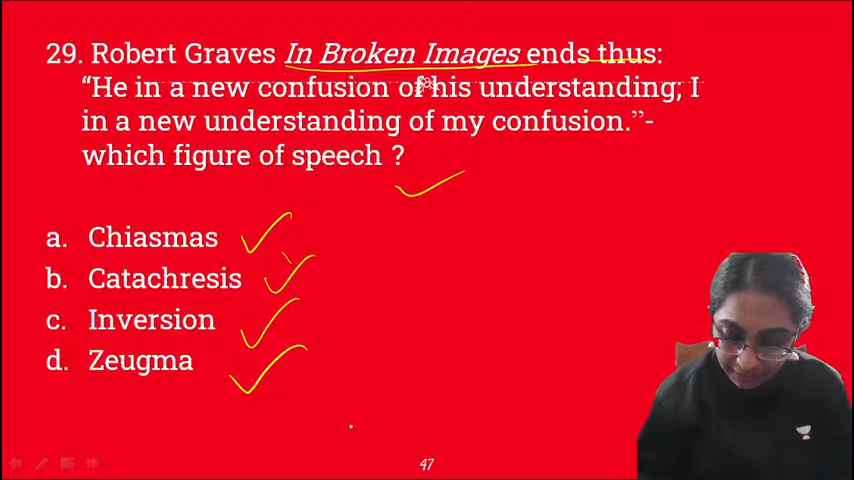 29. Robert Graves In Broken Images ends thus:
“He in a new confusion of his understanding; I
in a new understanding of my confusion.”-
which figure of speech ?
a. Chiasmas
b. Catachresis
c. Inversion
d. Zeugma
47